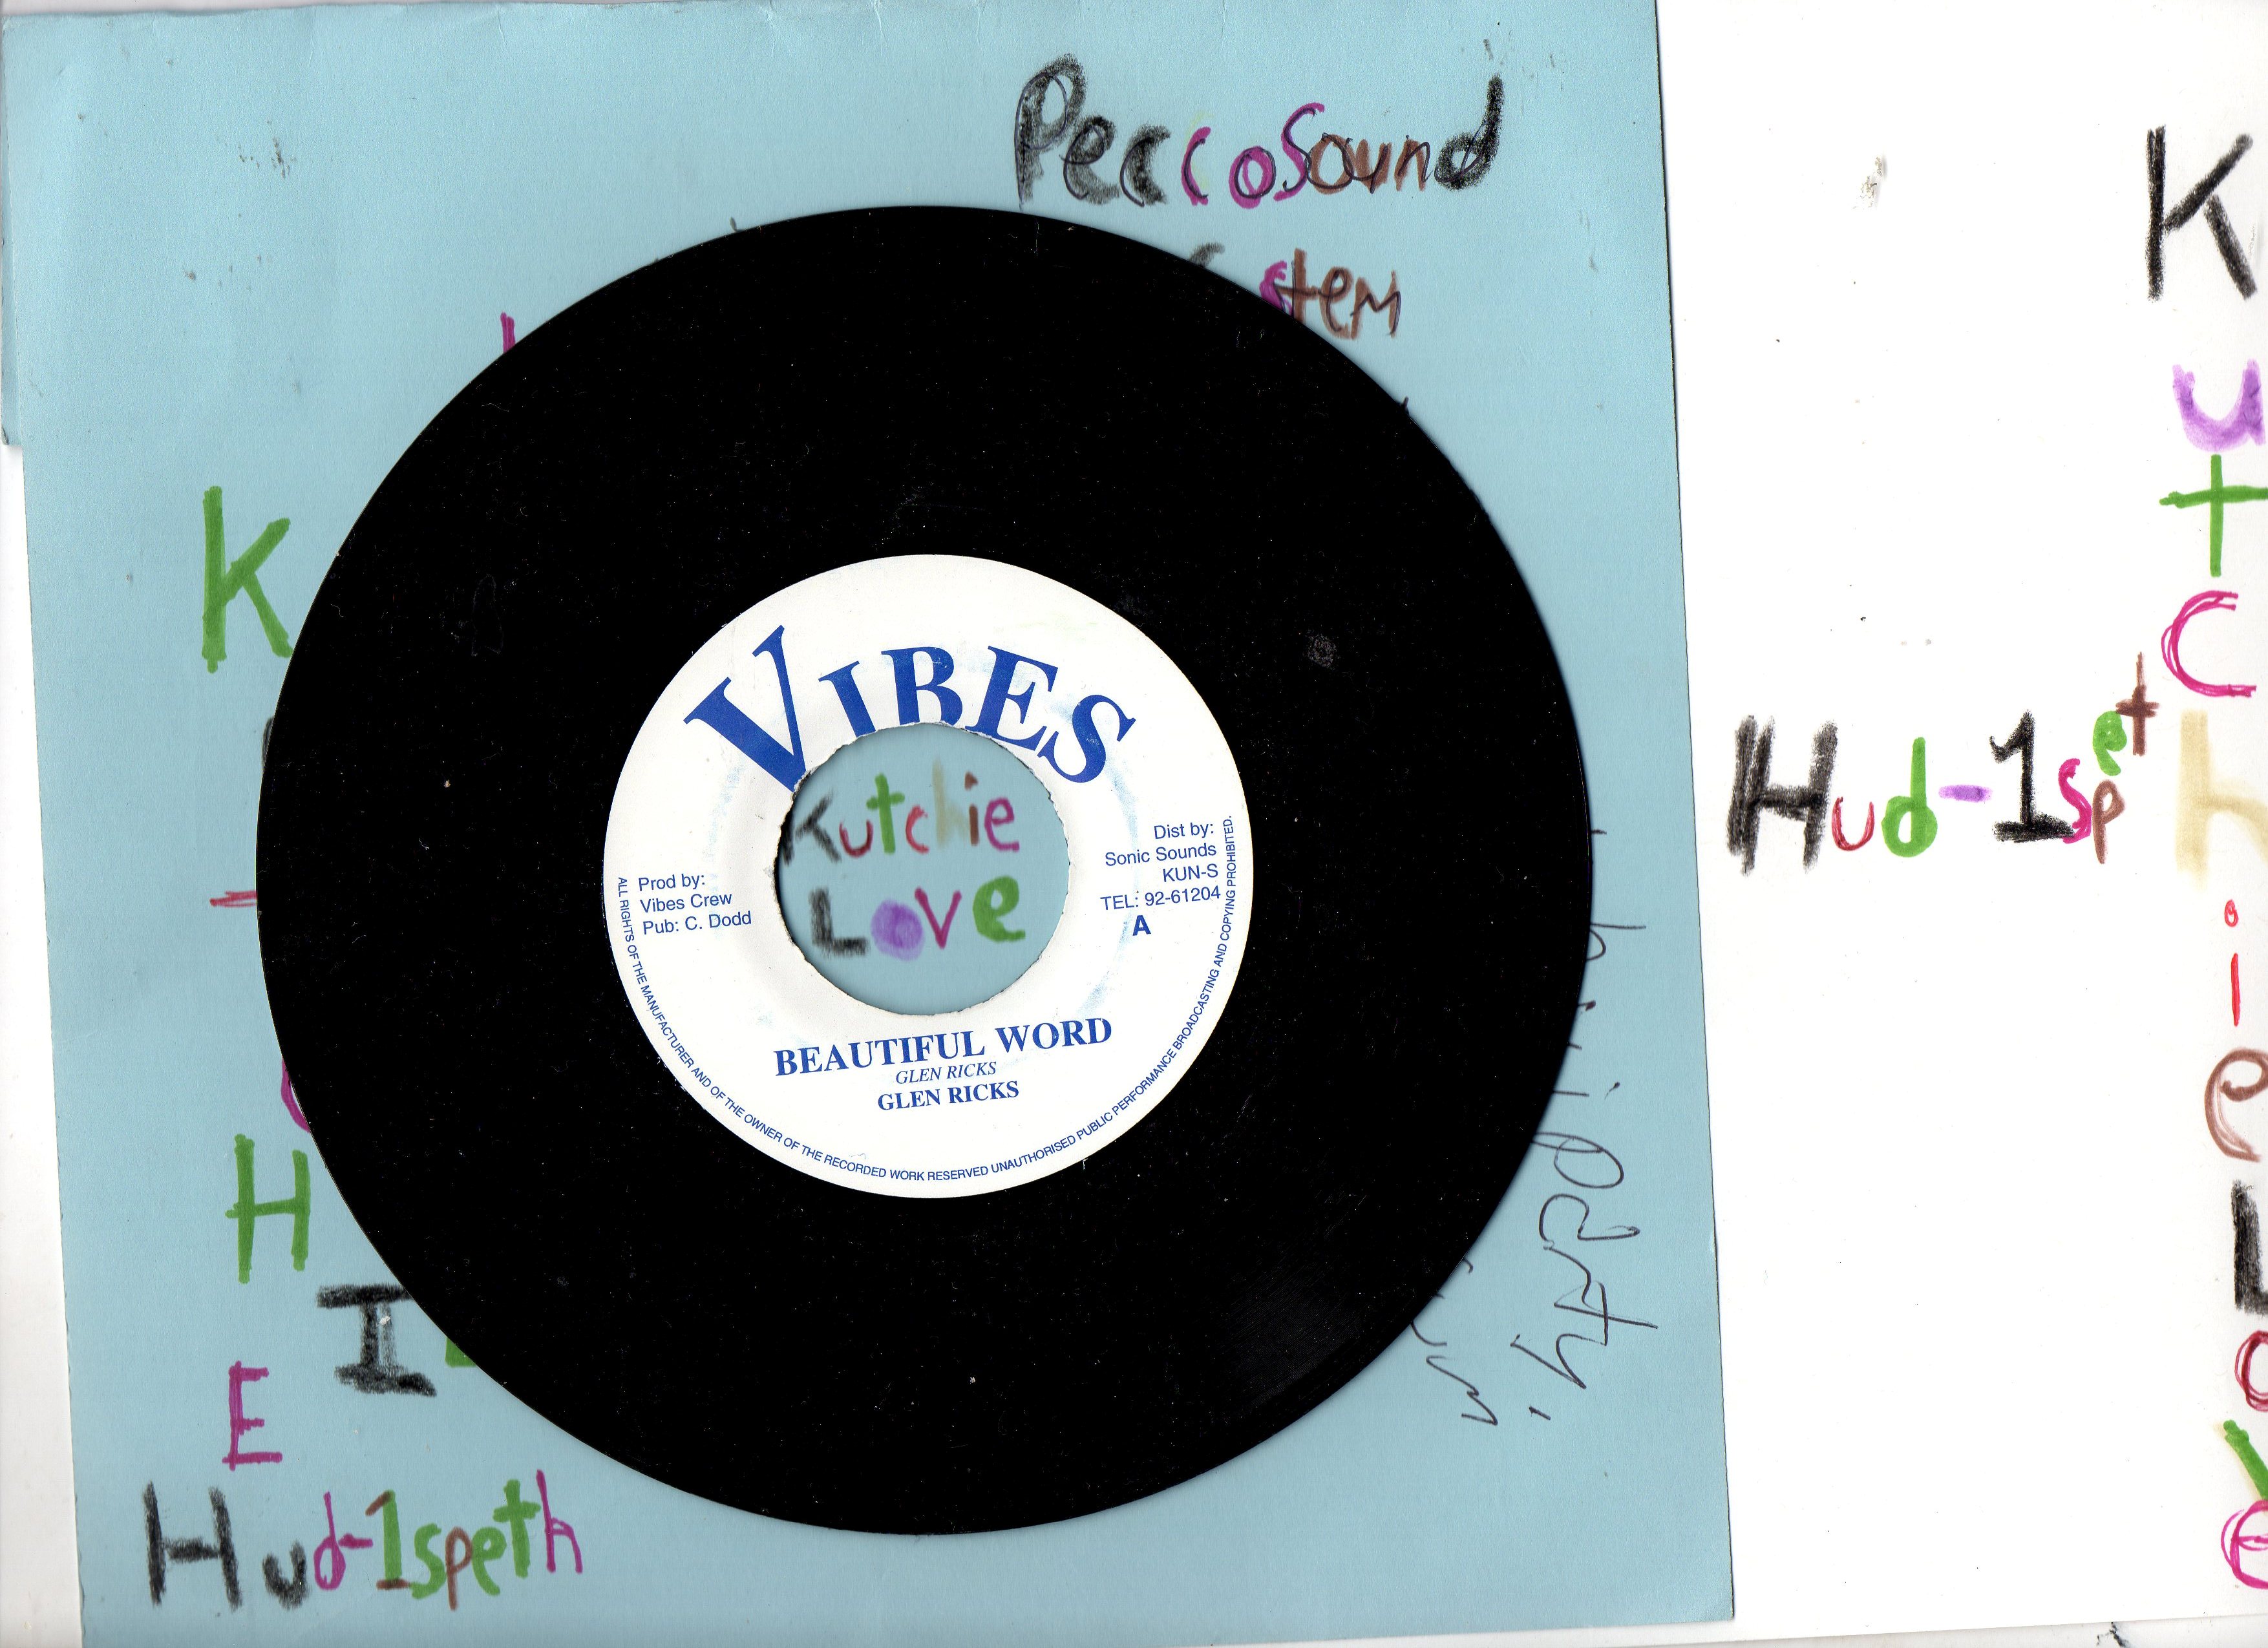 PeccoSound
stem
K
H
I
E
Hud-1speth
VIBES
Kutchie
Love
Prod by:
Vibes Crew
Pub: C. Dodd
Dist by:
Sonic Sounds
KUN-S
TEL: 92-61204
A
BEAUTIFUL WORD
GLEN RICKS
GLEN RICKS
ALL RIGHTS OF THE MANUFACTURER AND OF THE OWNER OF THE RECORDED WORK RESERVED UNAUTHORISED PUBLIC PERFORMANCE BROADCASTING AND COPYING PROHIBITED.
Hud-1spet
K
u
t
C
h
i
e
L
o
v
e